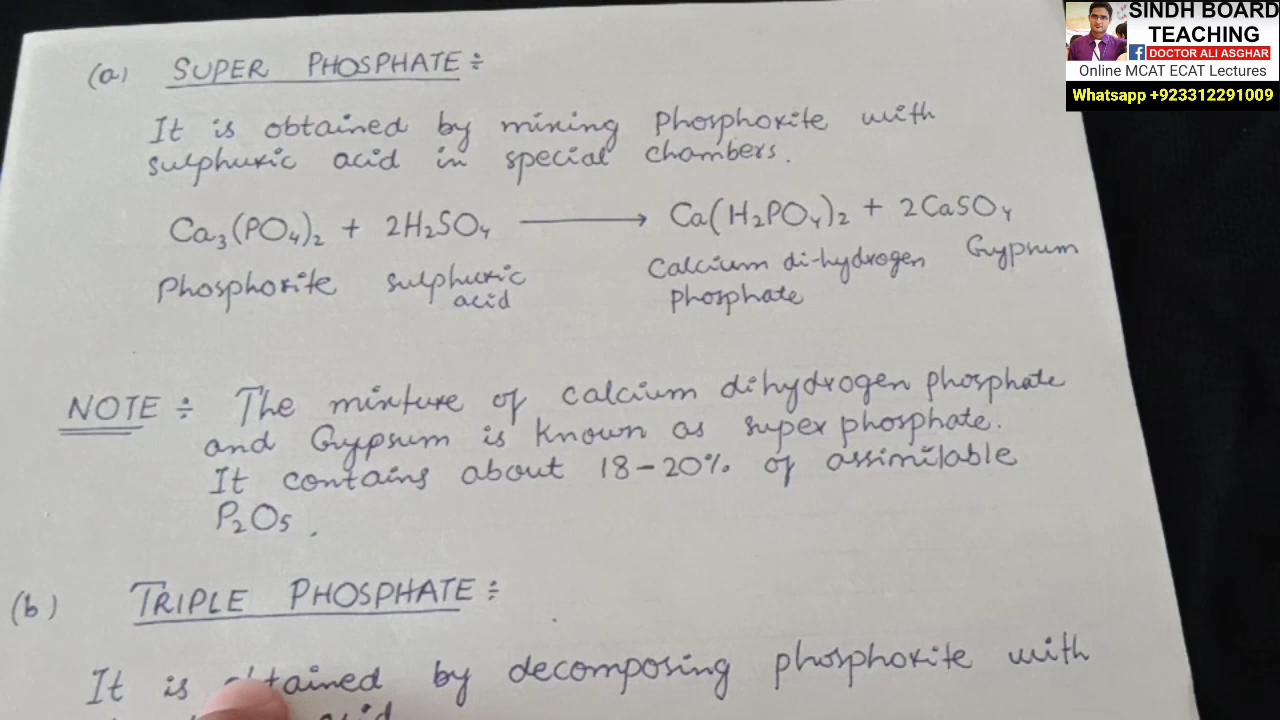 SINDH BOARD
TEACHING
DOCTOR ALI ASGHAR
Online MCAT ECAT Lectures
Whatsapp +923312291009
(a) SUPER PHOSPHATE÷
It is obtained by mixing phosphorite with
sulphuric acid in special chambers.
Ca₃(PO₄)₂ + 2H₂SO₄ ⟶ Ca(H₂PO₄)₂ + 2CaSO₄
Phosphorite sulphuric acid Calcium di-hydrogen phosphate Gypsum
NOTE÷ The mixture of calcium dihydrogen phosphate
and Gypsum is known as super phosphate.
It contains about 18-20% of assimilable
P₂O₅.
(b) TRIPLE PHOSPHATE÷
It is obtained by decomposing phosphorite with
acid